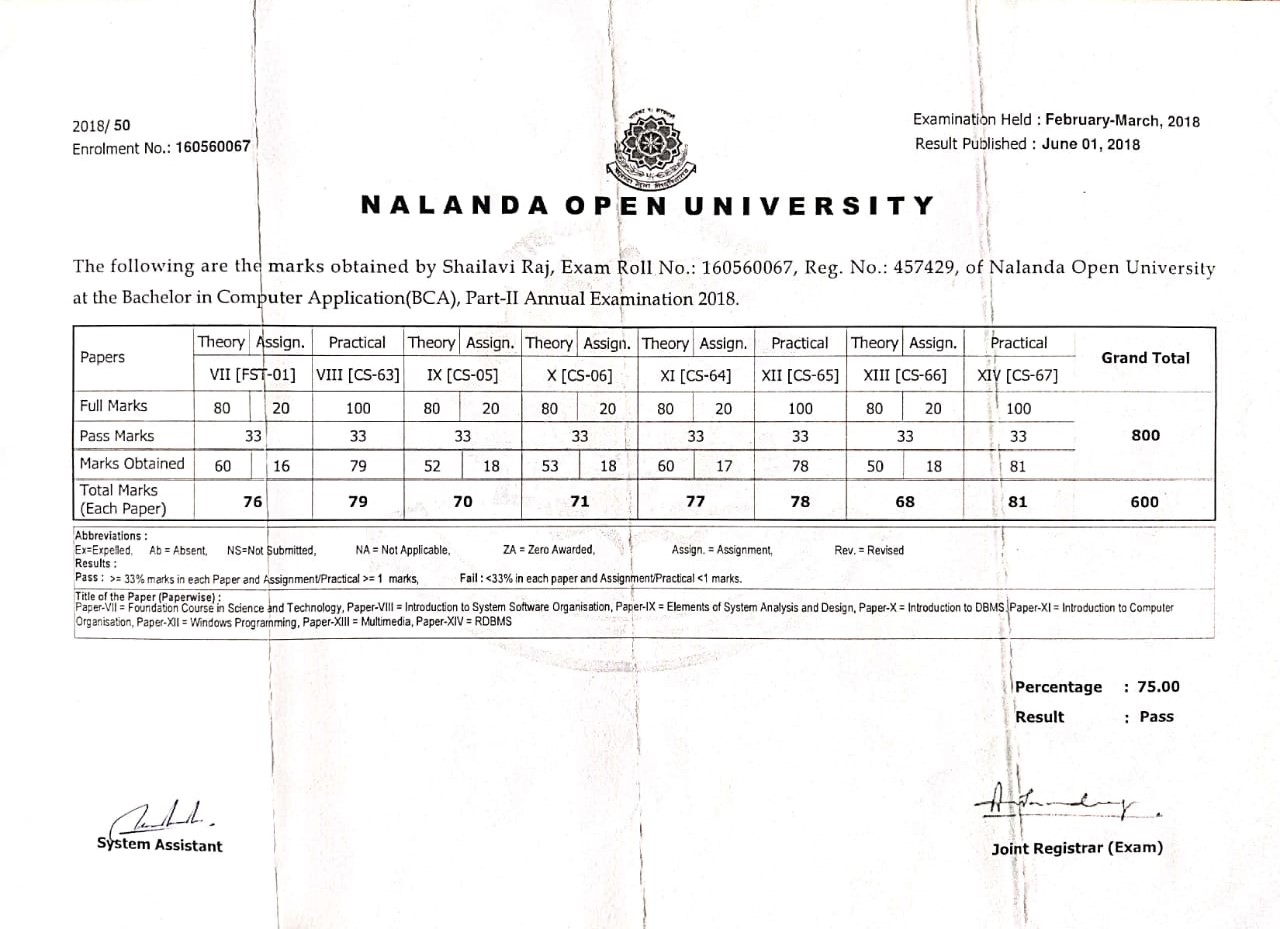 2018/ 50
Enrolment No.: 160560067
Examination Held : February-March, 2018
Result Published : June 01, 2018
NALANDA OPEN UNIVERSITY
The following are the marks obtained by Shailavi Raj, Exam Roll No.: 160560067, Reg. No.: 457429, of Nalanda Open University
at the Bachelor in Computer Application(BCA), Part-II Annual Examination 2018.
Papers Theory Assign. Practical Theory Assign. Theory Assign. Theory Assign. Practical Theory Assign. Practical Grand Total
VII [FST-01] VIII [CS-63] IX [CS-05] X [CS-06] XI [CS-64] XII [CS-65] XIII [CS-66] XIV [CS-67]
Full Marks 80 20 100 80 20 80 20 80 20 100 80 20 100
Pass Marks 33 33 33 33 33 33 33 33 800
Marks Obtained 60 16 79 52 18 53 18 60 17 78 50 18 81
Total Marks
(Each Paper) 76 79 70 71 77 78 68 81 600
Abbreviations :
Ex=Expelled, Ab = Absent, NS=Not Submitted, NA = Not Applicable, ZA = Zero Awarded, Assign. = Assignment, Rev. = Revised
Results :
Pass : >= 33% marks in each Paper and Assignment/Practical >= 1 marks, Fail : <33% in each paper and Assignment/Practical <1 marks.
Title of the Paper (Paperwise) :
Paper-VII = Foundation Course in Science and Technology, Paper-VIII = Introduction to System Software Organisation, Paper-IX = Elements of System Analysis and Design, Paper-X = Introduction to DBMS, Paper-XI = Introduction to Computer
Organisation, Paper-XII = Windows Programming, Paper-XIII = Multimedia, Paper-XIV = RDBMS
Percentage : 75.00
Result : Pass
System Assistant
Joint Registrar (Exam)